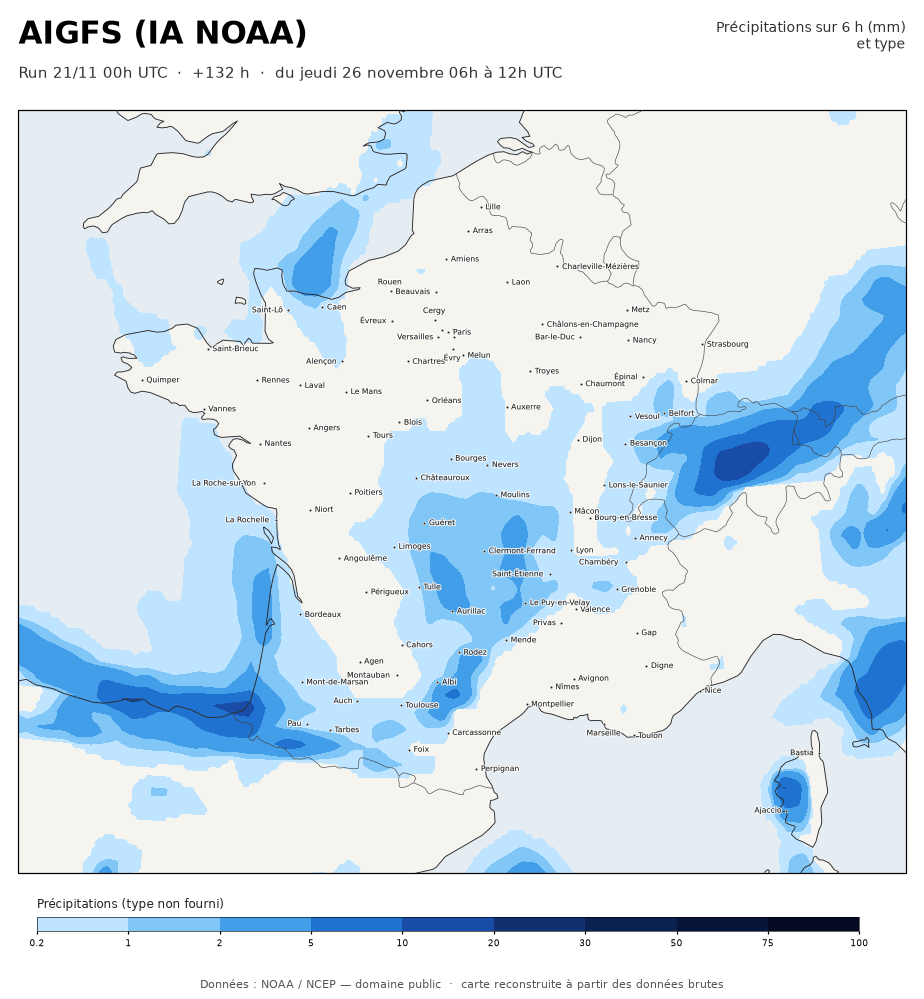 AIGFS (IA NOAA)
Précipitations sur 6 h (mm)
et type
Run 21/11 00h UTC · +132 h · du jeudi 26 novembre 06h à 12h UTC
Lille
Arras
Amiens
Charleville-Mézières
Rouen
Beauvais
Laon
Saint-Lô
Caen
Cergy
Metz
Évreux
Châlons-en-Champagne
Versailles
Paris
Bar-le-Duc
Nancy
Strasbourg
Saint-Brieuc
Alençon
Chartres
Évry
Melun
Quimper
Rennes
Laval
Le Mans
Troyes
Chaumont
Épinal
Colmar
Vannes
Orléans
Auxerre
Vesoul
Belfort
Angers
Blois
Tours
Nantes
Dijon
Besançon
Bourges
Nevers
La Roche-sur-Yon
Châteauroux
Lons-le-Saunier
Poitiers
Moulins
Niort
La Rochelle
Guéret
Mâcon
Bourg-en-Bresse
Annecy
Angoulême
Limoges
Clermont-Ferrand
Lyon
Chambéry
Saint-Étienne
Périgueux
Tulle
Grenoble
Bordeaux
Aurillac
Le Puy-en-Velay
Valence
Privas
Cahors
Rodez
Mende
Gap
Agen
Montauban
Digne
Mont-de-Marsan
Albi
Nîmes
Avignon
Nice
Auch
Toulouse
Montpellier
Pau
Tarbes
Carcassonne
Marseille
Toulon
Foix
Bastia
Perpignan
Ajaccio
Précipitations (type non fourni)
0.2 1 2 5 10 20 30 50 75 100
Données : NOAA / NCEP — domaine public · carte reconstruite à partir des données brutes